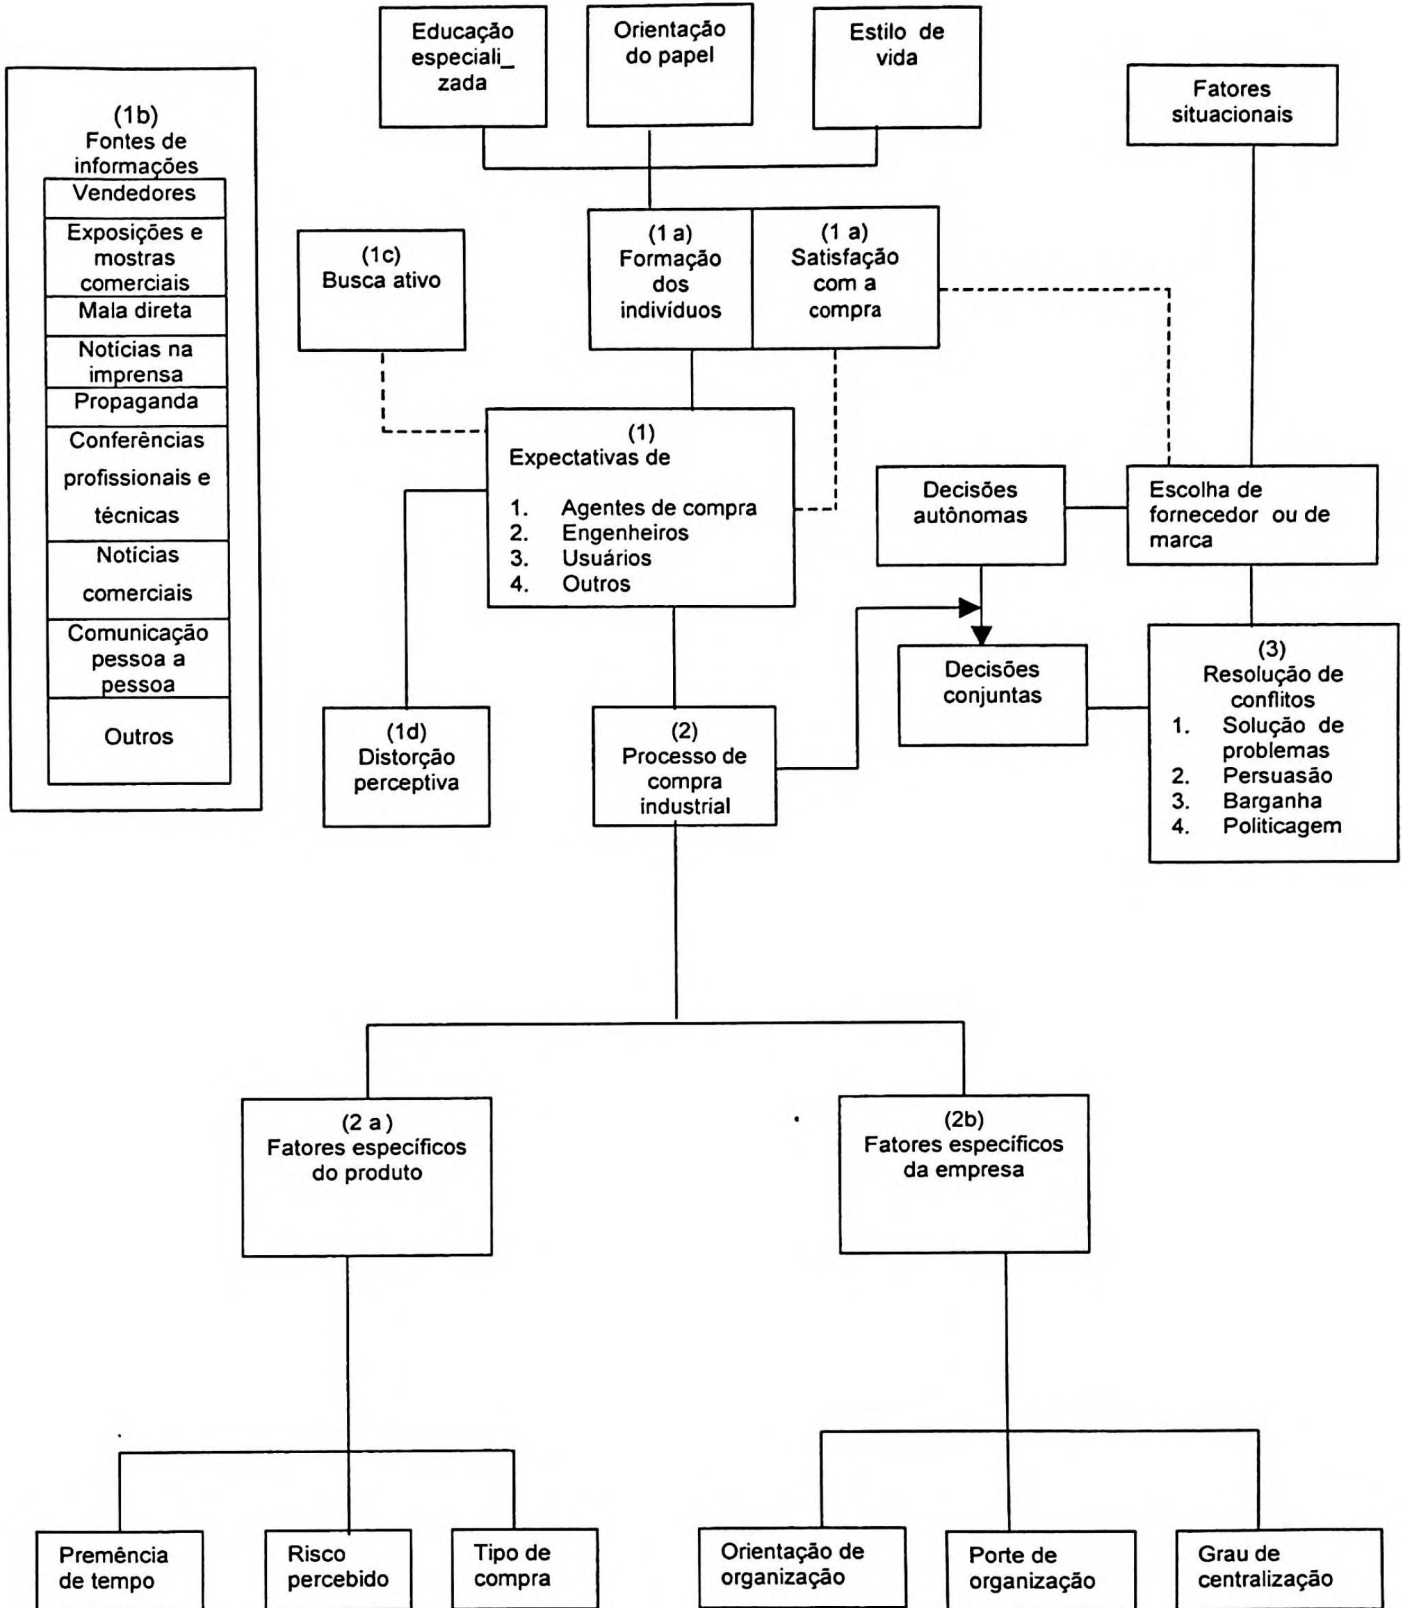 Educação
especiali_
zada
Orientação
do papel
Estilo de
vida
Fatores
situacionais
(1b)
Fontes de
informações
Vendedores
Exposições e
mostras
comerciais
Mala direta
Notícias na
imprensa
Propaganda
Conferências
profissionais e
técnicas
Notícias
comerciais
Comunicação
pessoa a
pessoa
Outros
(1c)
Busca ativo
(1 a)
Formação
dos
indivíduos
(1 a)
Satisfação
com a
compra
(1)
Expectativas de
1. Agentes de compra
2. Engenheiros
3. Usuários
4. Outros
Decisões
autônomas
Escolha de
fornecedor ou de
marca
Decisões
conjuntas
(3)
Resolução de
conflitos
1. Solução de
problemas
2. Persuasão
3. Barganha
4. Politicagem
(1d)
Distorção
perceptiva
(2)
Processo de
compra
industrial
(2 a )
Fatores específicos
do produto
(2b)
Fatores específicos
da empresa
Premência
de tempo
Risco
percebido
Tipo de
compra
Orientação de
organização
Porte de
organização
Grau de
centralização